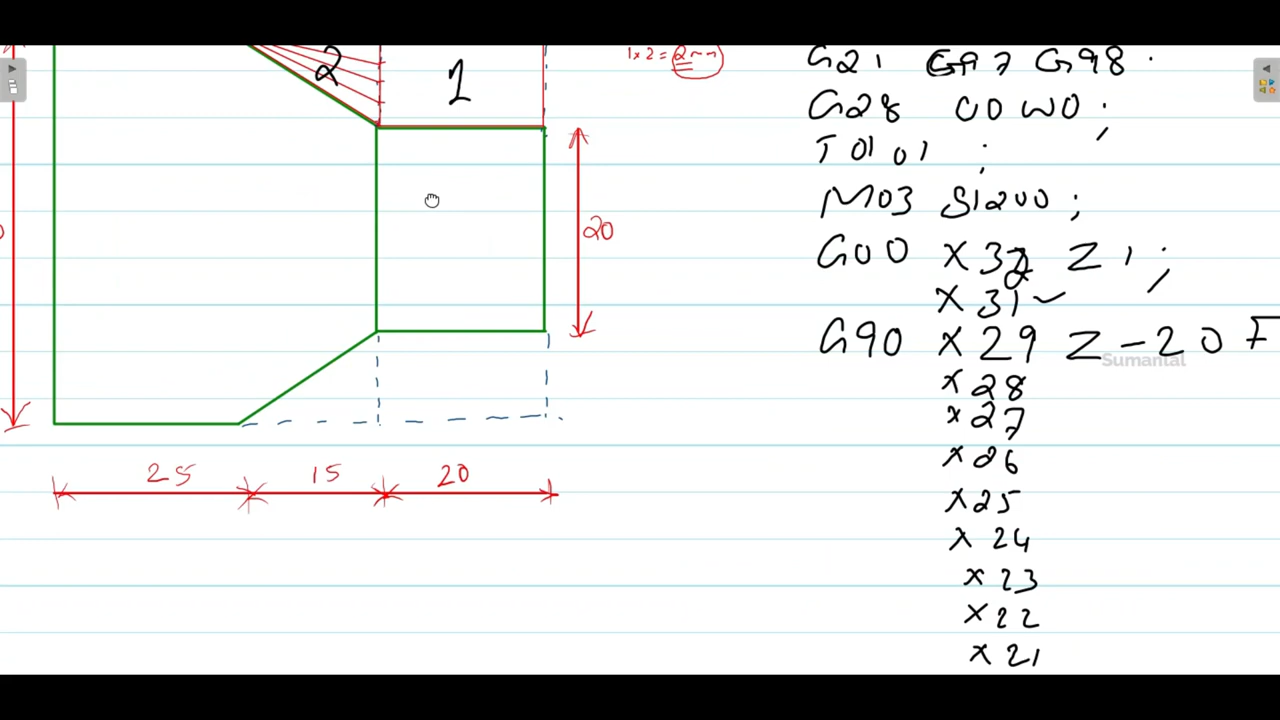 2
1
1x2=2mm
20
25
15
20
G21 G97 G98
G28 U0 W0;
T0101;
M03 S1200;
G00 X32 Z1;
X31
G90 X29 Z-20 F
X28
X27
X26
X25
X24
X23
X22
X21
Sumantal